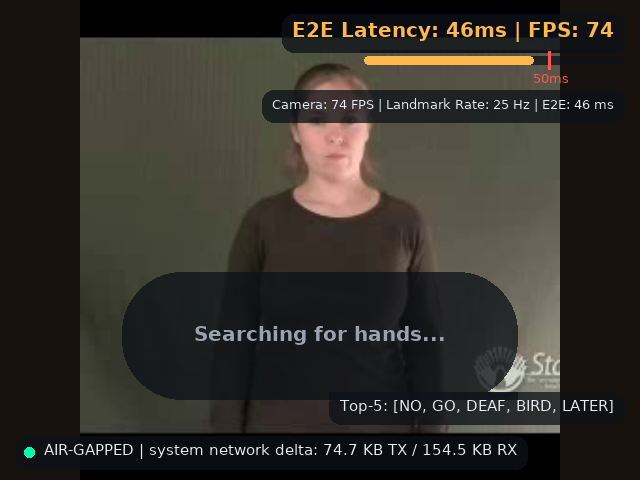 E2E Latency: 46ms | FPS: 74
50ms
Camera: 74 FPS | Landmark Rate: 25 Hz | E2E: 46 ms
Searching for hands...
Top-5: [NO, GO, DEAF, BIRD, LATER]
AIR-GAPPED | system network delta: 74.7 KB TX / 154.5 KB RX